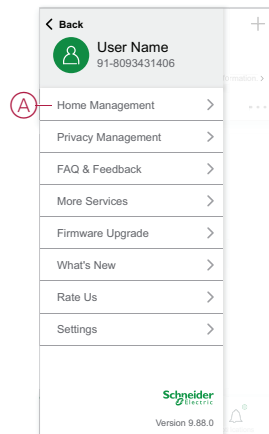 Back
User Name
91-8093431406
A
Home Management
Privacy Management
FAQ & Feedback
More Services
Firmware Upgrade
What's New
Rate Us
Settings
Schneider
Electric
Version 9.88.0